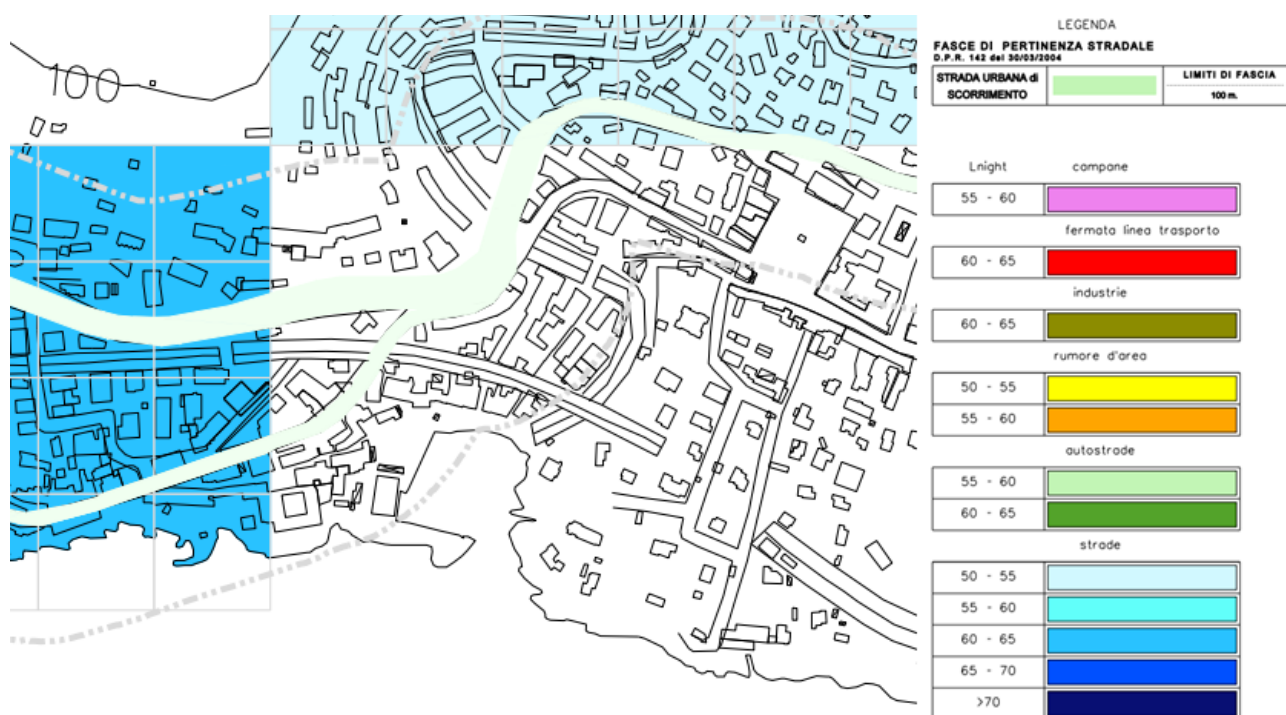 100
LEGENDA
FASCE DI PERTINENZA STRADALE
D.P.R. 142 del 30/03/2004
STRADA URBANA di SCORRIMENTO
LIMITI DI FASCIA
100 m.
Lnight campane
55 - 60
fermata linea trasporto
60 - 65
industrie
60 - 65
rumore d'area
50 - 55
55 - 60
autostrade
55 - 60
60 - 65
strade
50 - 55
55 - 60
60 - 65
65 - 70
>70